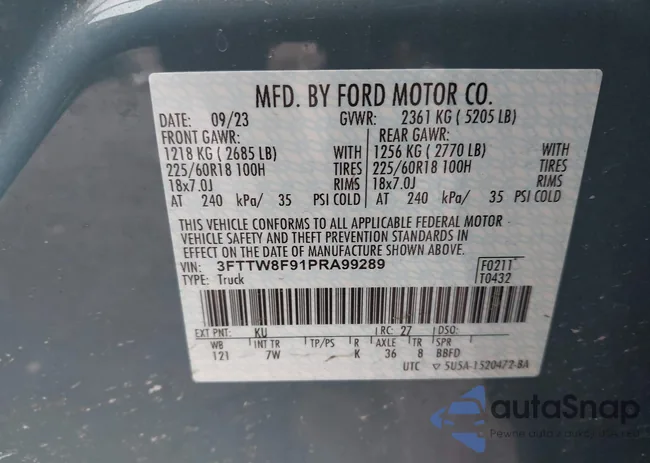 MFD. BY FORD MOTOR CO.
DATE: 09/23 GVWR: 2361 KG ( 5205 LB)
FRONT GAWR: REAR GAWR:
1218 KG ( 2685 LB) WITH 1256 KG ( 2770 LB) WITH
225/60R18 100H TIRES 225/60R18 100H TIRES
18x7.0J RIMS 18x7.0J RIMS
AT 240 kPa/ 35 PSI COLD AT 240 kPa/ 35 PSI COLD
THIS VEHICLE CONFORMS TO ALL APPLICABLE FEDERAL MOTOR
VEHICLE SAFETY AND THEFT PREVENTION STANDARDS IN
EFFECT ON THE DATE OF MANUFACTURE SHOWN ABOVE.
VIN: 3FTTW8F91PRA99289 F0211
TYPE: Truck T0432
EXT PNT: KU RC: 27 DSO:
WB INT TR TP/PS R AXLE TR SPR
121 7W K 36 8 BBFD
UTC 5U5A-1520472-BA
autoSnap